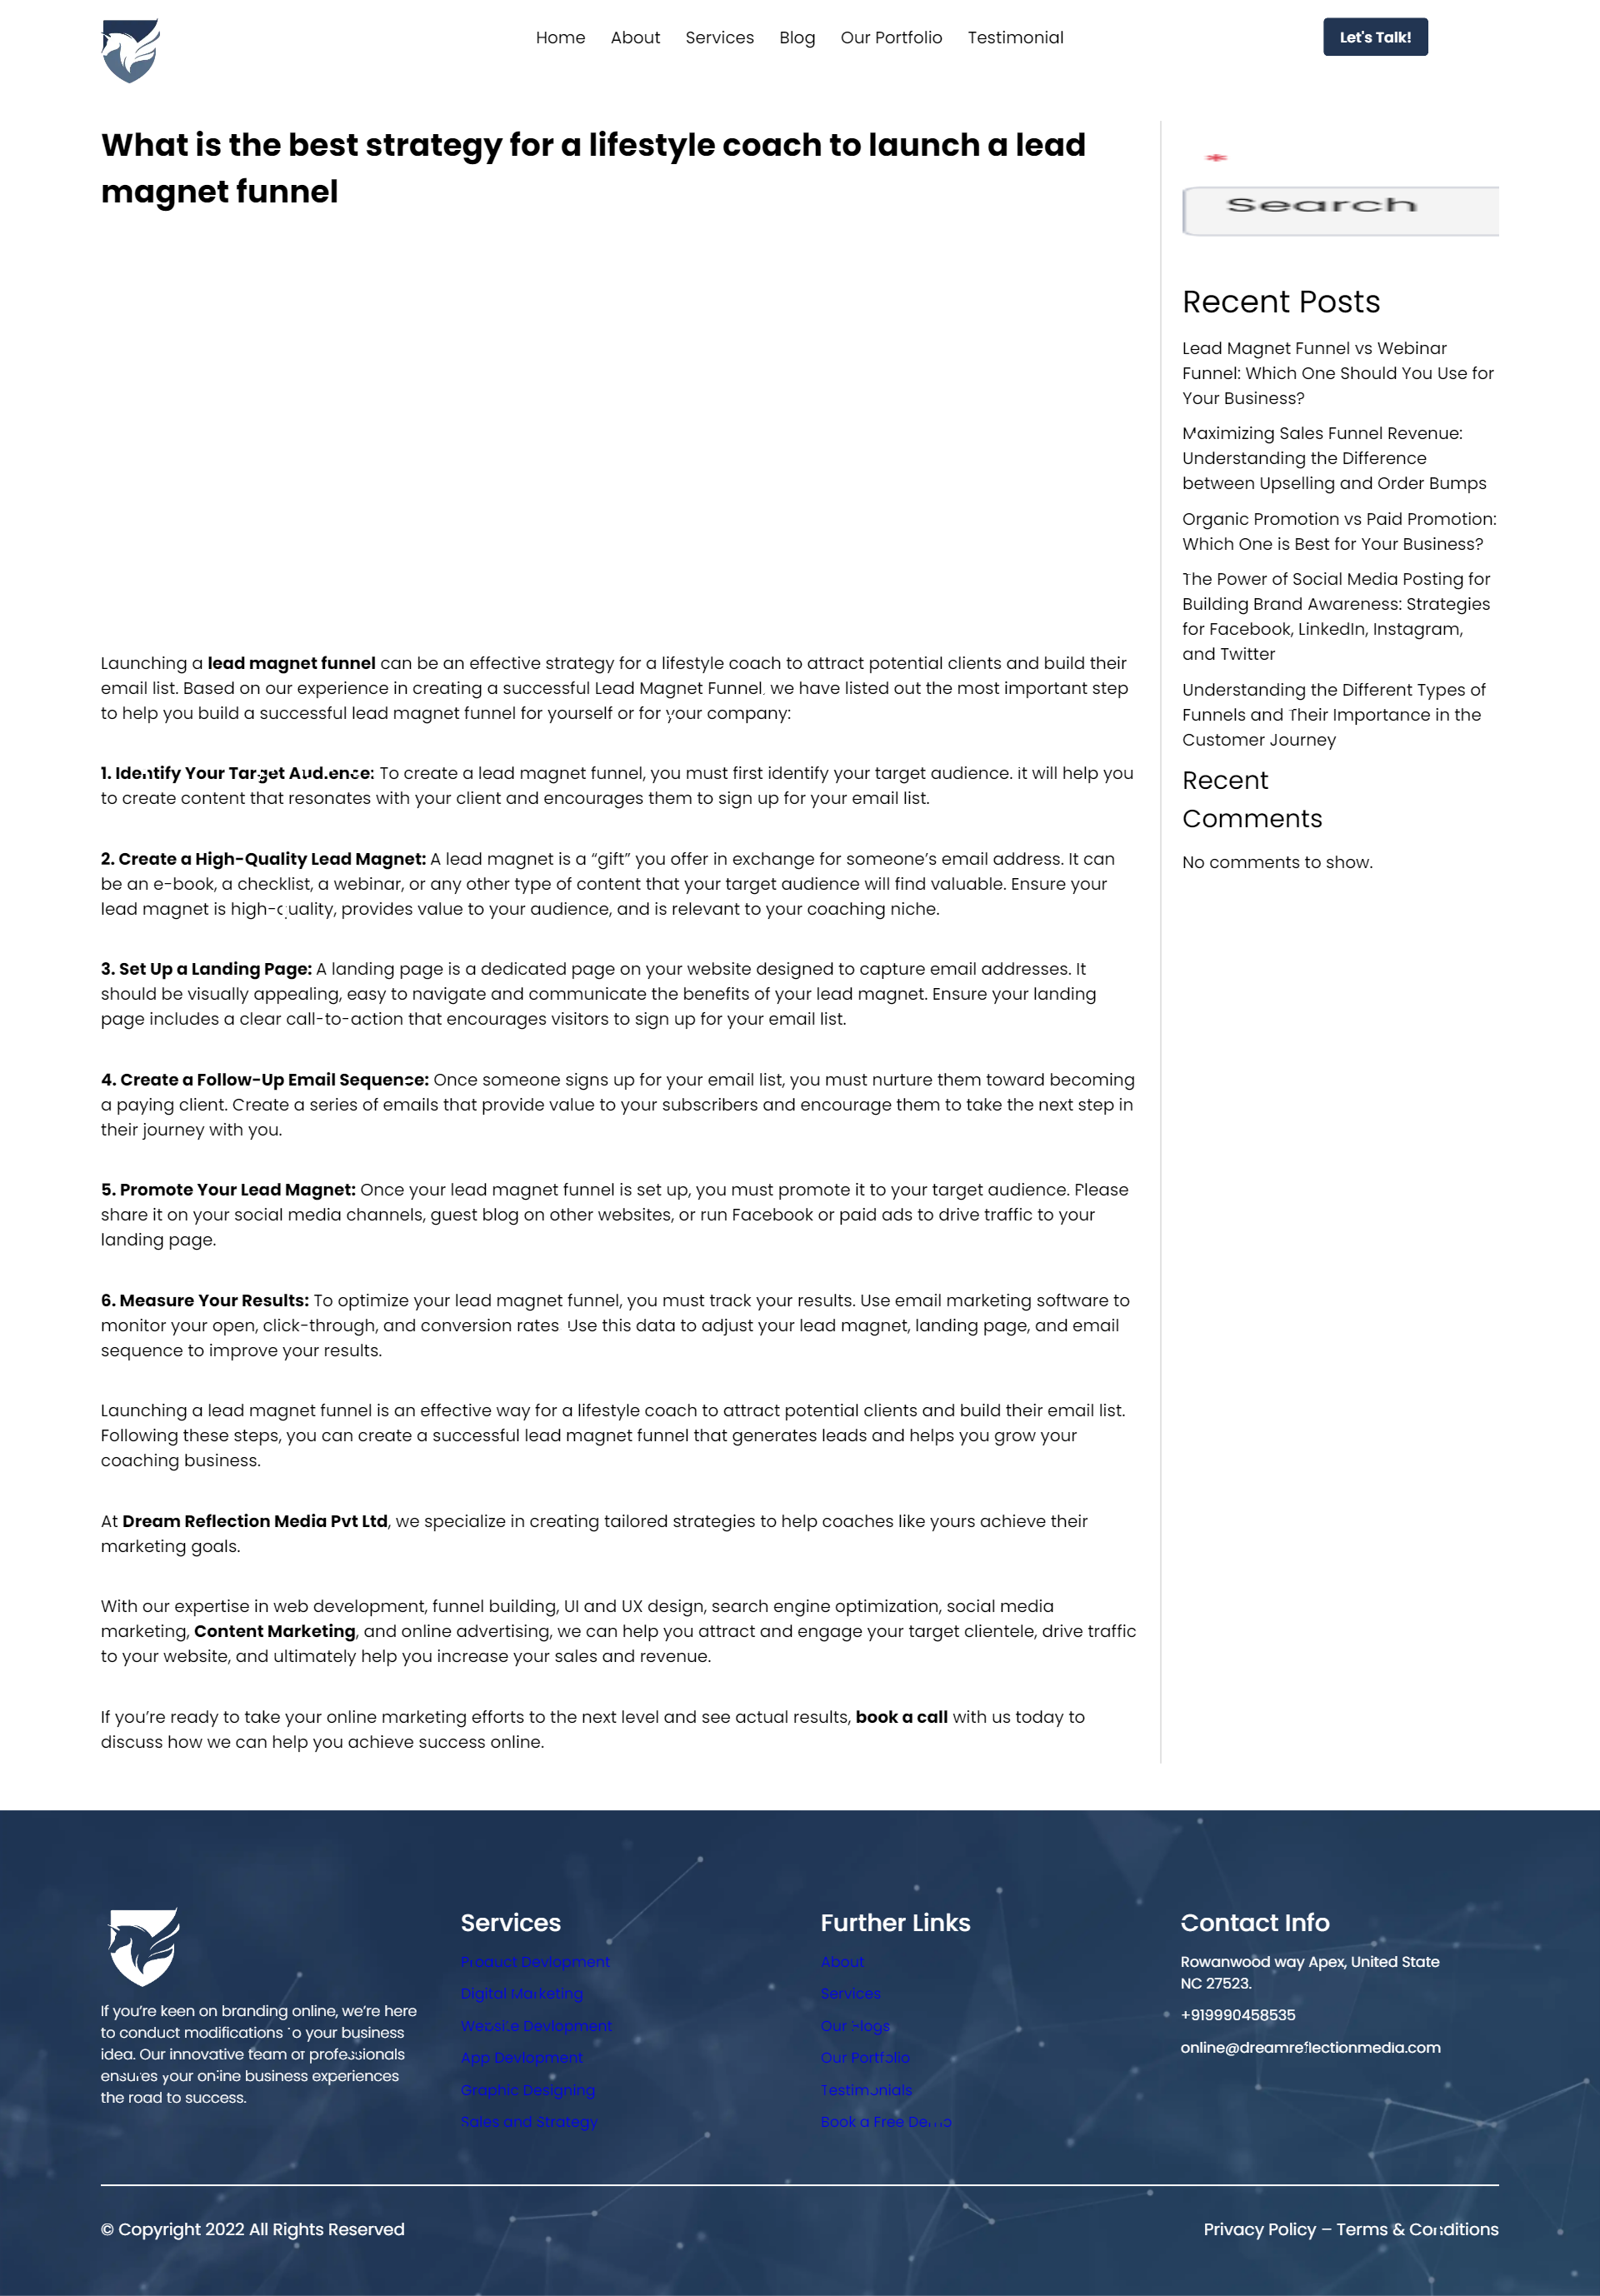 Home About Services Blog Our Portfolio Testimonial
Let's Talk!
What is the best strategy for a lifestyle coach to launch a lead
magnet funnel
Launching a lead magnet funnel can be an effective strategy for a lifestyle coach to attract potential clients and build their
email list. Based on our experience in creating a successful Lead Magnet Funnel, we have listed out the most important step
to help you build a successful lead magnet funnel for yourself or for your company:
1. Identify Your Target Audience: To create a lead magnet funnel, you must first identify your target audience. it will help you
to create content that resonates with your client and encourages them to sign up for your email list.
2. Create a High-Quality Lead Magnet: A lead magnet is a “gift” you offer in exchange for someone’s email address. It can
be an e-book, a checklist, a webinar, or any other type of content that your target audience will find valuable. Ensure your
lead magnet is high-quality, provides value to your audience, and is relevant to your coaching niche.
3. Set Up a Landing Page: A landing page is a dedicated page on your website designed to capture email addresses. It
should be visually appealing, easy to navigate and communicate the benefits of your lead magnet. Ensure your landing
page includes a clear call-to-action that encourages visitors to sign up for your email list.
4. Create a Follow-Up Email Sequence: Once someone signs up for your email list, you must nurture them toward becoming
a paying client. Create a series of emails that provide value to your subscribers and encourage them to take the next step in
their journey with you.
5. Promote Your Lead Magnet: Once your lead magnet funnel is set up, you must promote it to your target audience. Please
share it on your social media channels, guest blog on other websites, or run Facebook or paid ads to drive traffic to your
landing page.
6. Measure Your Results: To optimize your lead magnet funnel, you must track your results. Use email marketing software to
monitor your open, click-through, and conversion rates Use this data to adjust your lead magnet, landing page, and email
sequence to improve your results.
Launching a lead magnet funnel is an effective way for a lifestyle coach to attract potential clients and build their email list.
Following these steps, you can create a successful lead magnet funnel that generates leads and helps you grow your
coaching business.
At Dream Reflection Media Pvt Ltd, we specialize in creating tailored strategies to help coaches like yours achieve their
marketing goals.
With our expertise in web development, funnel building, UI and UX design, search engine optimization, social media
marketing, Content Marketing, and online advertising, we can help you attract and engage your target clientele, drive traffic
to your website, and ultimately help you increase your sales and revenue.
If you’re ready to take your online marketing efforts to the next level and see actual results, book a call with us today to
discuss how we can help you achieve success online.
*
Search
Recent Posts
Lead Magnet Funnel vs Webinar
Funnel: Which One Should You Use for
Your Business?
Maximizing Sales Funnel Revenue:
Understanding the Difference
between Upselling and Order Bumps
Organic Promotion vs Paid Promotion:
Which One is Best for Your Business?
The Power of Social Media Posting for
Building Brand Awareness: Strategies
for Facebook, LinkedIn, Instagram,
and Twitter
Understanding the Different Types of
Funnels and Their Importance in the
Customer Journey
Recent
Comments
No comments to show.
If you’re keen on branding online, we’re here
to conduct modifications to your business
idea. Our innovative team of professionals
ensures your online business experiences
the road to success.
Services
Product Devlopment
Digital Marketing
Website Devlopment
App Devlopment
Graphic Designing
Sales and Strategy
Further Links
About
Services
Our Blogs
Our Portfolio
Testimonials
Book a Free Demo
Contact Info
Rowanwood way Apex, United State
NC 27523.
+919990458535
online@dreamreflectionmedia.com
© Copyright 2022 All Rights Reserved
Privacy Policy – Terms & Conditions